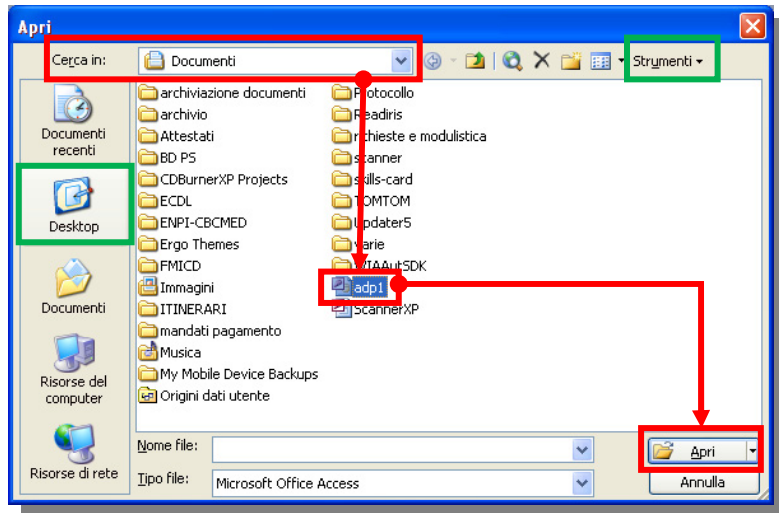 Apri
Cerca in:
Documenti
Strumenti
Documenti
recenti
Desktop
Documenti
Risorse del
computer
Risorse di rete
archiviazione documenti
archivio
Attestati
BD PS
CDBurnerXP Projects
ECDL
ENPI-CBCMED
Ergo Themes
FMICD
Immagini
ITINERARI
mandati pagamento
Musica
My Mobile Device Backups
Origini dati utente
Protocollo
Readiris
richieste e modulistica
scanner
skills-card
TOMTOM
Updater5
varie
WIAAutSDK
adp1
ScannerXP
Nome file:
Apri
Tipo file:
Microsoft Office Access
Annulla